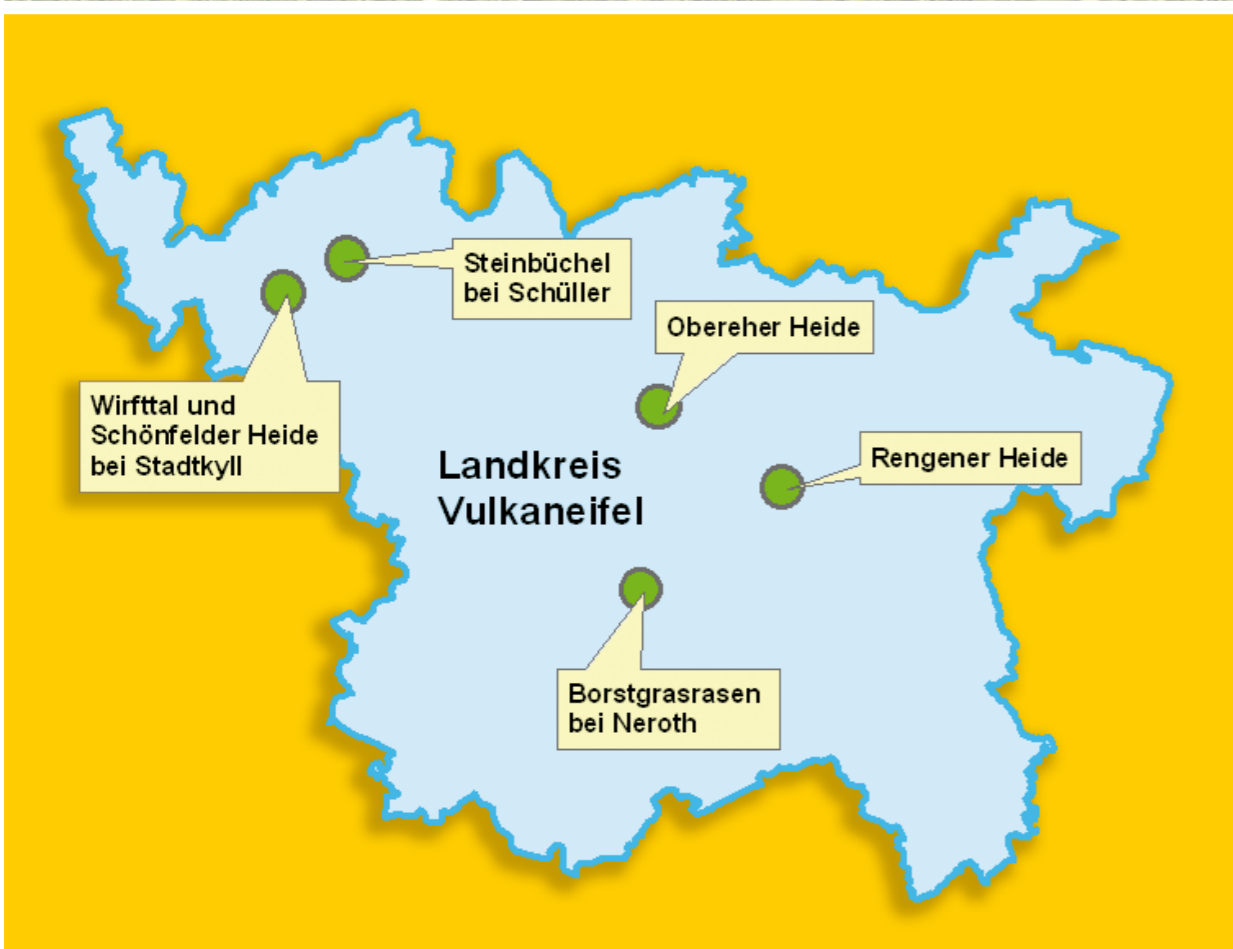 Steinbüchel
bei Schüller
Obereher Heide
Wirfttal und
Schönfelder Heide
bei Stadtkyll
Landkreis
Vulkaneifel
Rengener Heide
Borstgrasrasen
bei Neroth